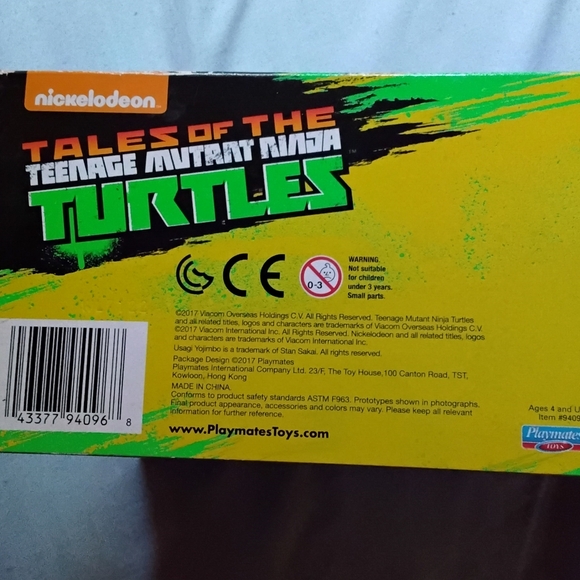 nickelodeon
TALES OF THE
TEENAGE MUTANT NINJA
TURTLES
CE
0-3
WARNING.
Not suitable
for children
under 3 years.
Small parts.
©2017 Viacom Overseas Holdings C.V. All Rights Reserved. Teenage Mutant Ninja Turtles
and all related titles, logos and characters are trademarks of Viacom Overseas Holdings C.V.
©2017 Viacom International Inc. All Rights Reserved. Nickelodeon and all related titles, logos
and characters are trademarks of Viacom International Inc.
Usagi Yojimbo is a trademark of Stan Sakai. All rights reserved.
Package Design ©2017 Playmates
Playmates International Company Ltd. 23/F, The Toy House,100 Canton Road, TST,
Kowloon, Hong Kong
MADE IN CHINA.
Conforms to product safety standards ASTM F963. Prototypes shown in photographs.
Final product appearance, accessories and colors may vary. Please keep all relevant
information for further reference.
www.PlaymatesToys.com
43377 94096 8
Ages 4 and U
Item #9409
Playmates
TOYS